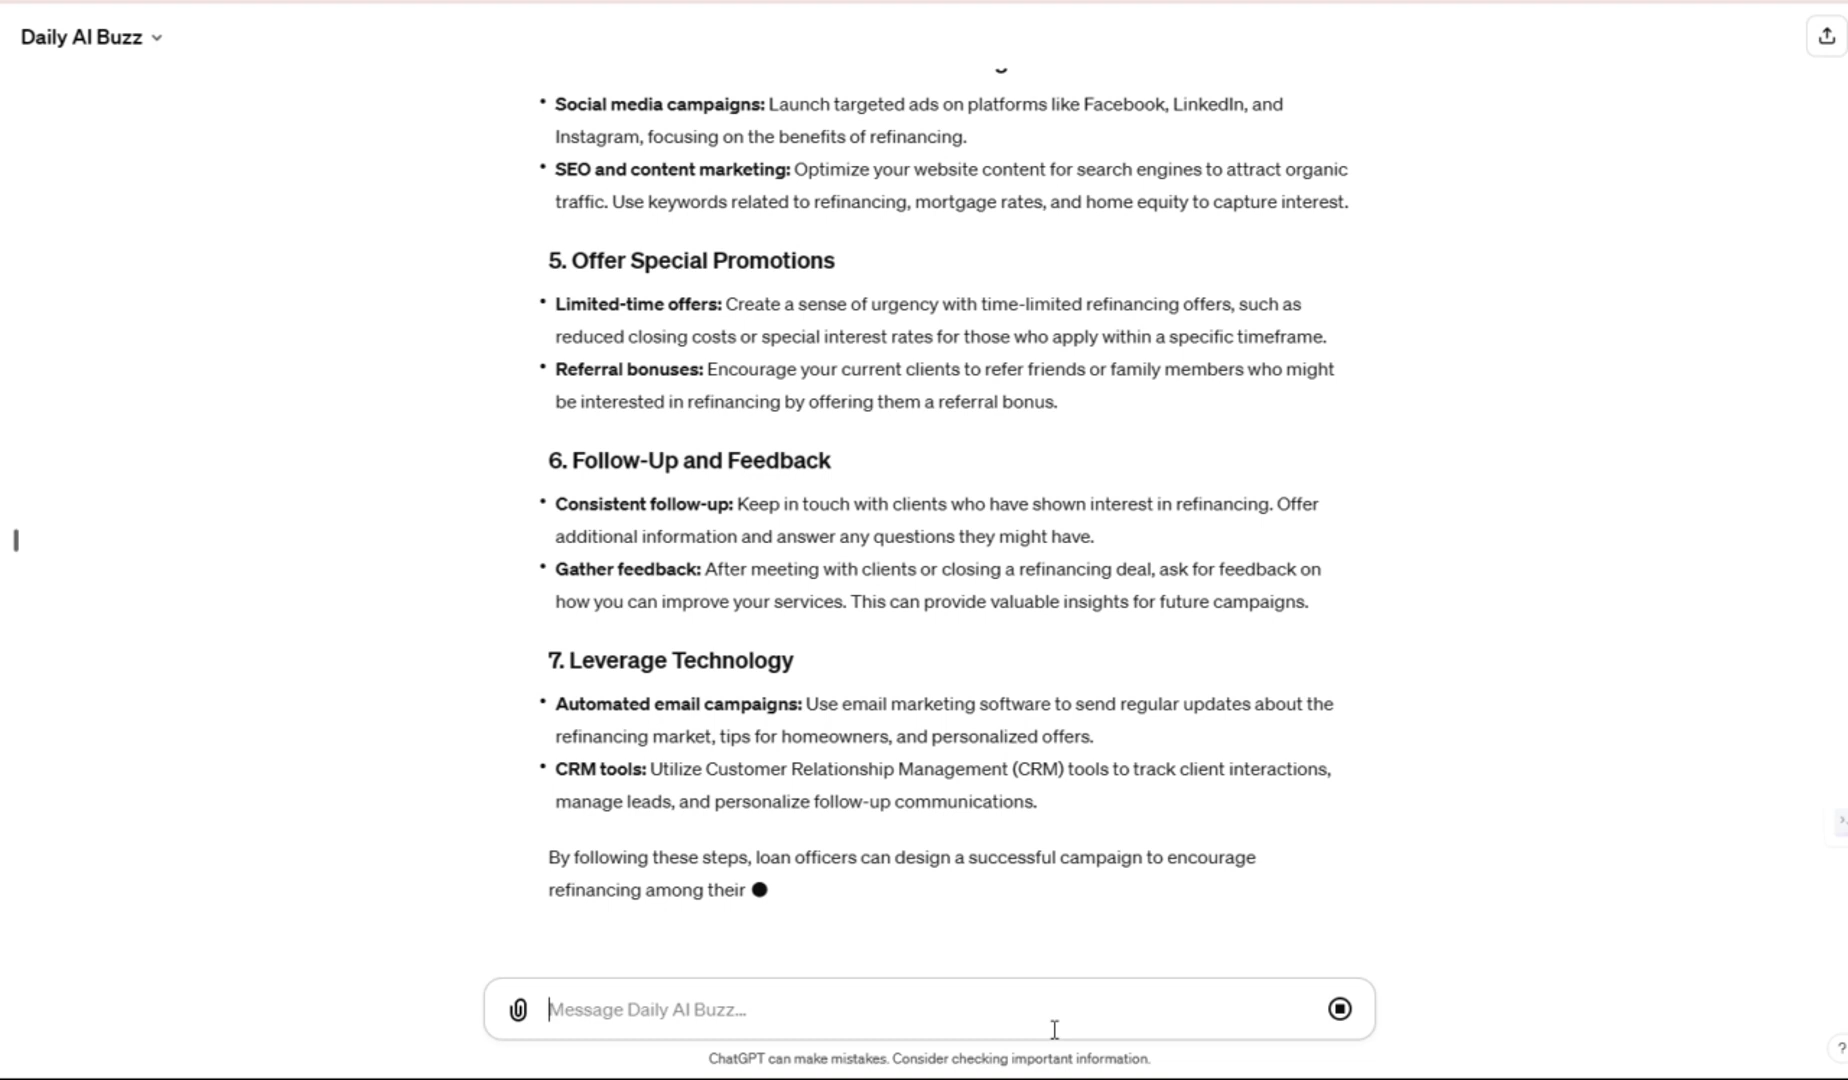 Daily AI Buzz
• Social media campaigns: Launch targeted ads on platforms like Facebook, LinkedIn, and
Instagram, focusing on the benefits of refinancing.
• SEO and content marketing: Optimize your website content for search engines to attract organic
traffic. Use keywords related to refinancing, mortgage rates, and home equity to capture interest.
5. Offer Special Promotions
• Limited-time offers: Create a sense of urgency with time-limited refinancing offers, such as
reduced closing costs or special interest rates for those who apply within a specific timeframe.
• Referral bonuses: Encourage your current clients to refer friends or family members who might
be interested in refinancing by offering them a referral bonus.
6. Follow-Up and Feedback
• Consistent follow-up: Keep in touch with clients who have shown interest in refinancing. Offer
additional information and answer any questions they might have.
• Gather feedback: After meeting with clients or closing a refinancing deal, ask for feedback on
how you can improve your services. This can provide valuable insights for future campaigns.
7. Leverage Technology
• Automated email campaigns: Use email marketing software to send regular updates about the
refinancing market, tips for homeowners, and personalized offers.
• CRM tools: Utilize Customer Relationship Management (CRM) tools to track client interactions,
manage leads, and personalize follow-up communications.
By following these steps, loan officers can design a successful campaign to encourage
refinancing among their
Message Daily AI Buzz...
ChatGPT can make mistakes. Consider checking important information.
?